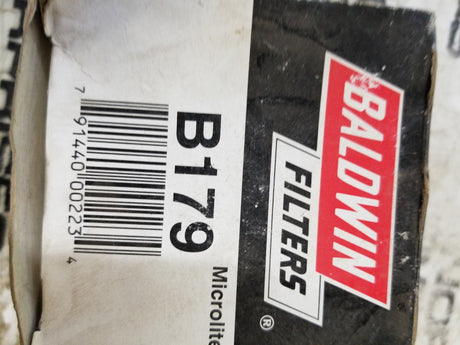 BALDWIN
FILTERS
®
B179
Microlite
7 91440 00223 4